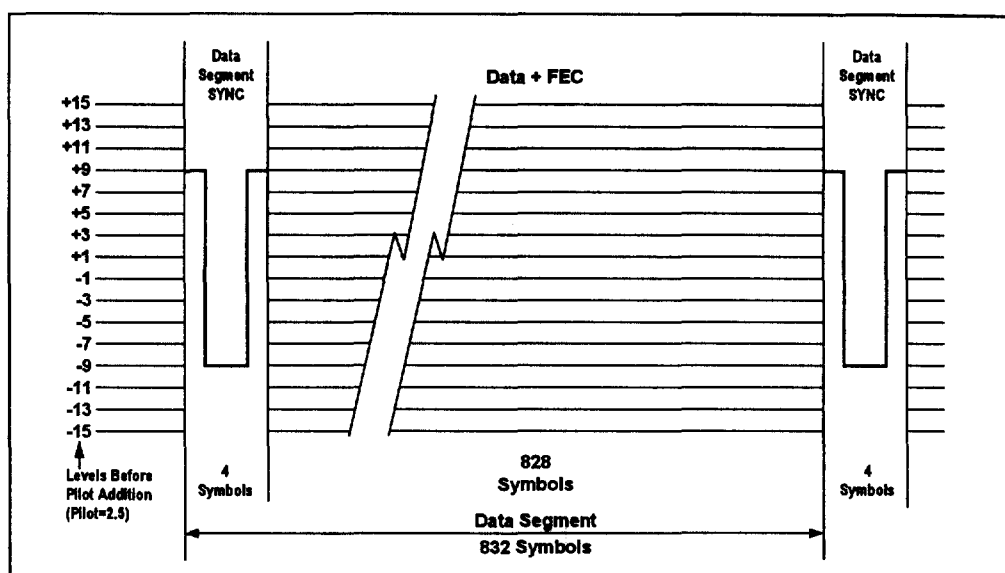 Data
Segment
SYNC
Data + FEC
Data
Segment
SYNC
+15
+13
+11
+9
+7
+5
+3
+1
-1
-3
-5
-7
-9
-11
-13
-15
Levels Before
Pilot Addition
(Pilot=2.5)
4
Symbols
828
Symbols
4
Symbols
Data Segment
832 Symbols